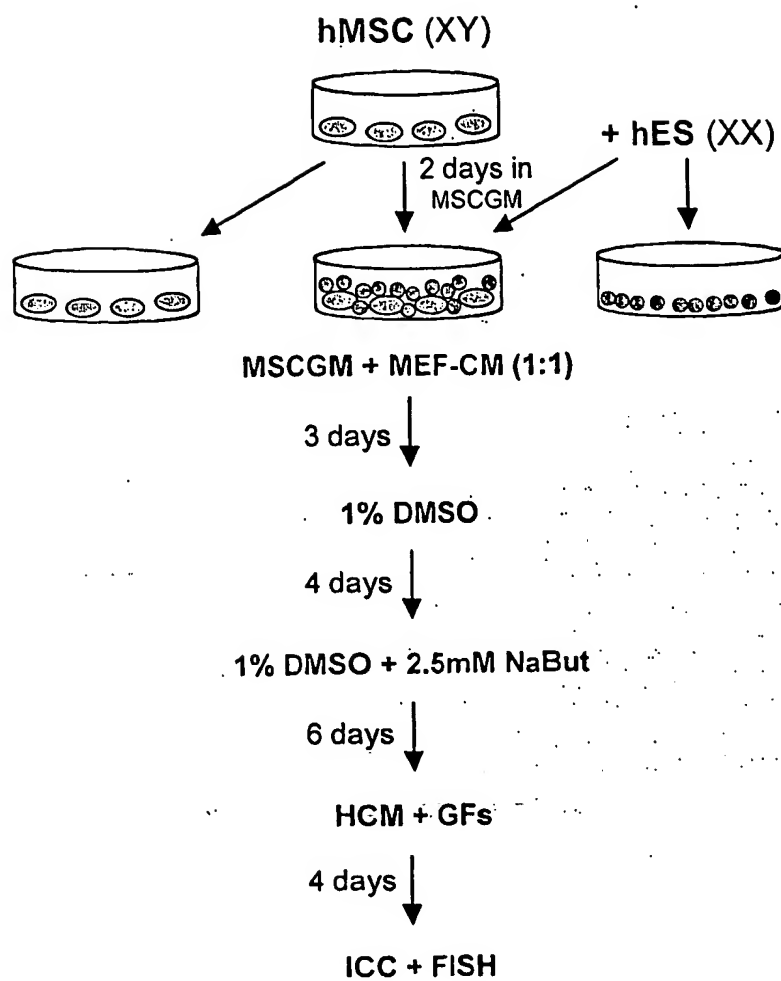 hMSC (XY)
+ hES (XX)
2 days in
MSCGM
MSCGM + MEF-CM (1:1)
3 days
1% DMSO
4 days
1% DMSO + 2.5mM NaBut
6 days
HCM + GFs
4 days
ICC + FISH